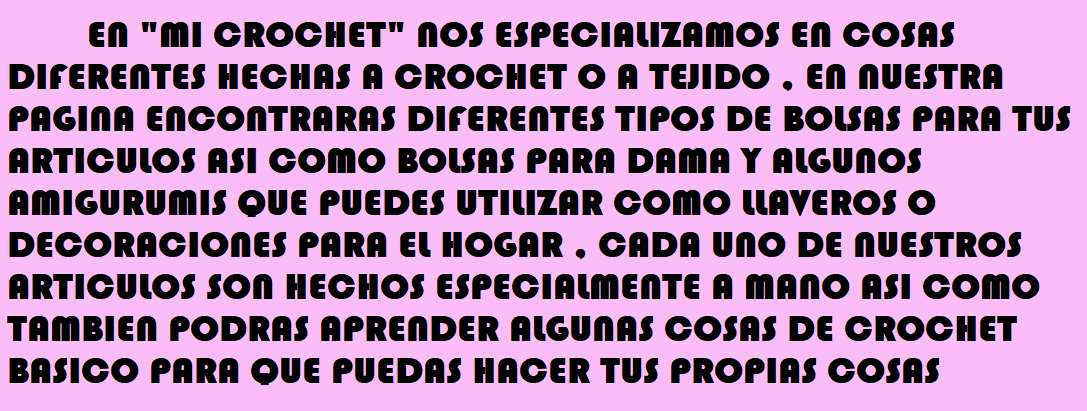 EN "MI CROCHET" NOS ESPECIALIZAMOS EN COSAS
DIFERENTES HECHAS A CROCHET O A TEJIDO , EN NUESTRA
PAGINA ENCONTRARAS DIFERENTES TIPOS DE BOLSAS PARA TUS
ARTICULOS ASI COMO BOLSAS PARA DAMA Y ALGUNOS
AMIGURUMIS QUE PUEDES UTILIZAR COMO LLAVEROS O
DECORACIONES PARA EL HOGAR , CADA UNO DE NUESTROS
ARTICULOS SON HECHOS ESPECIALMENTE A MANO ASI COMO
TAMBIEN PODRAS APRENDER ALGUNAS COSAS DE CROCHET
BASICO PARA QUE PUEDAS HACER TUS PROPIAS COSAS